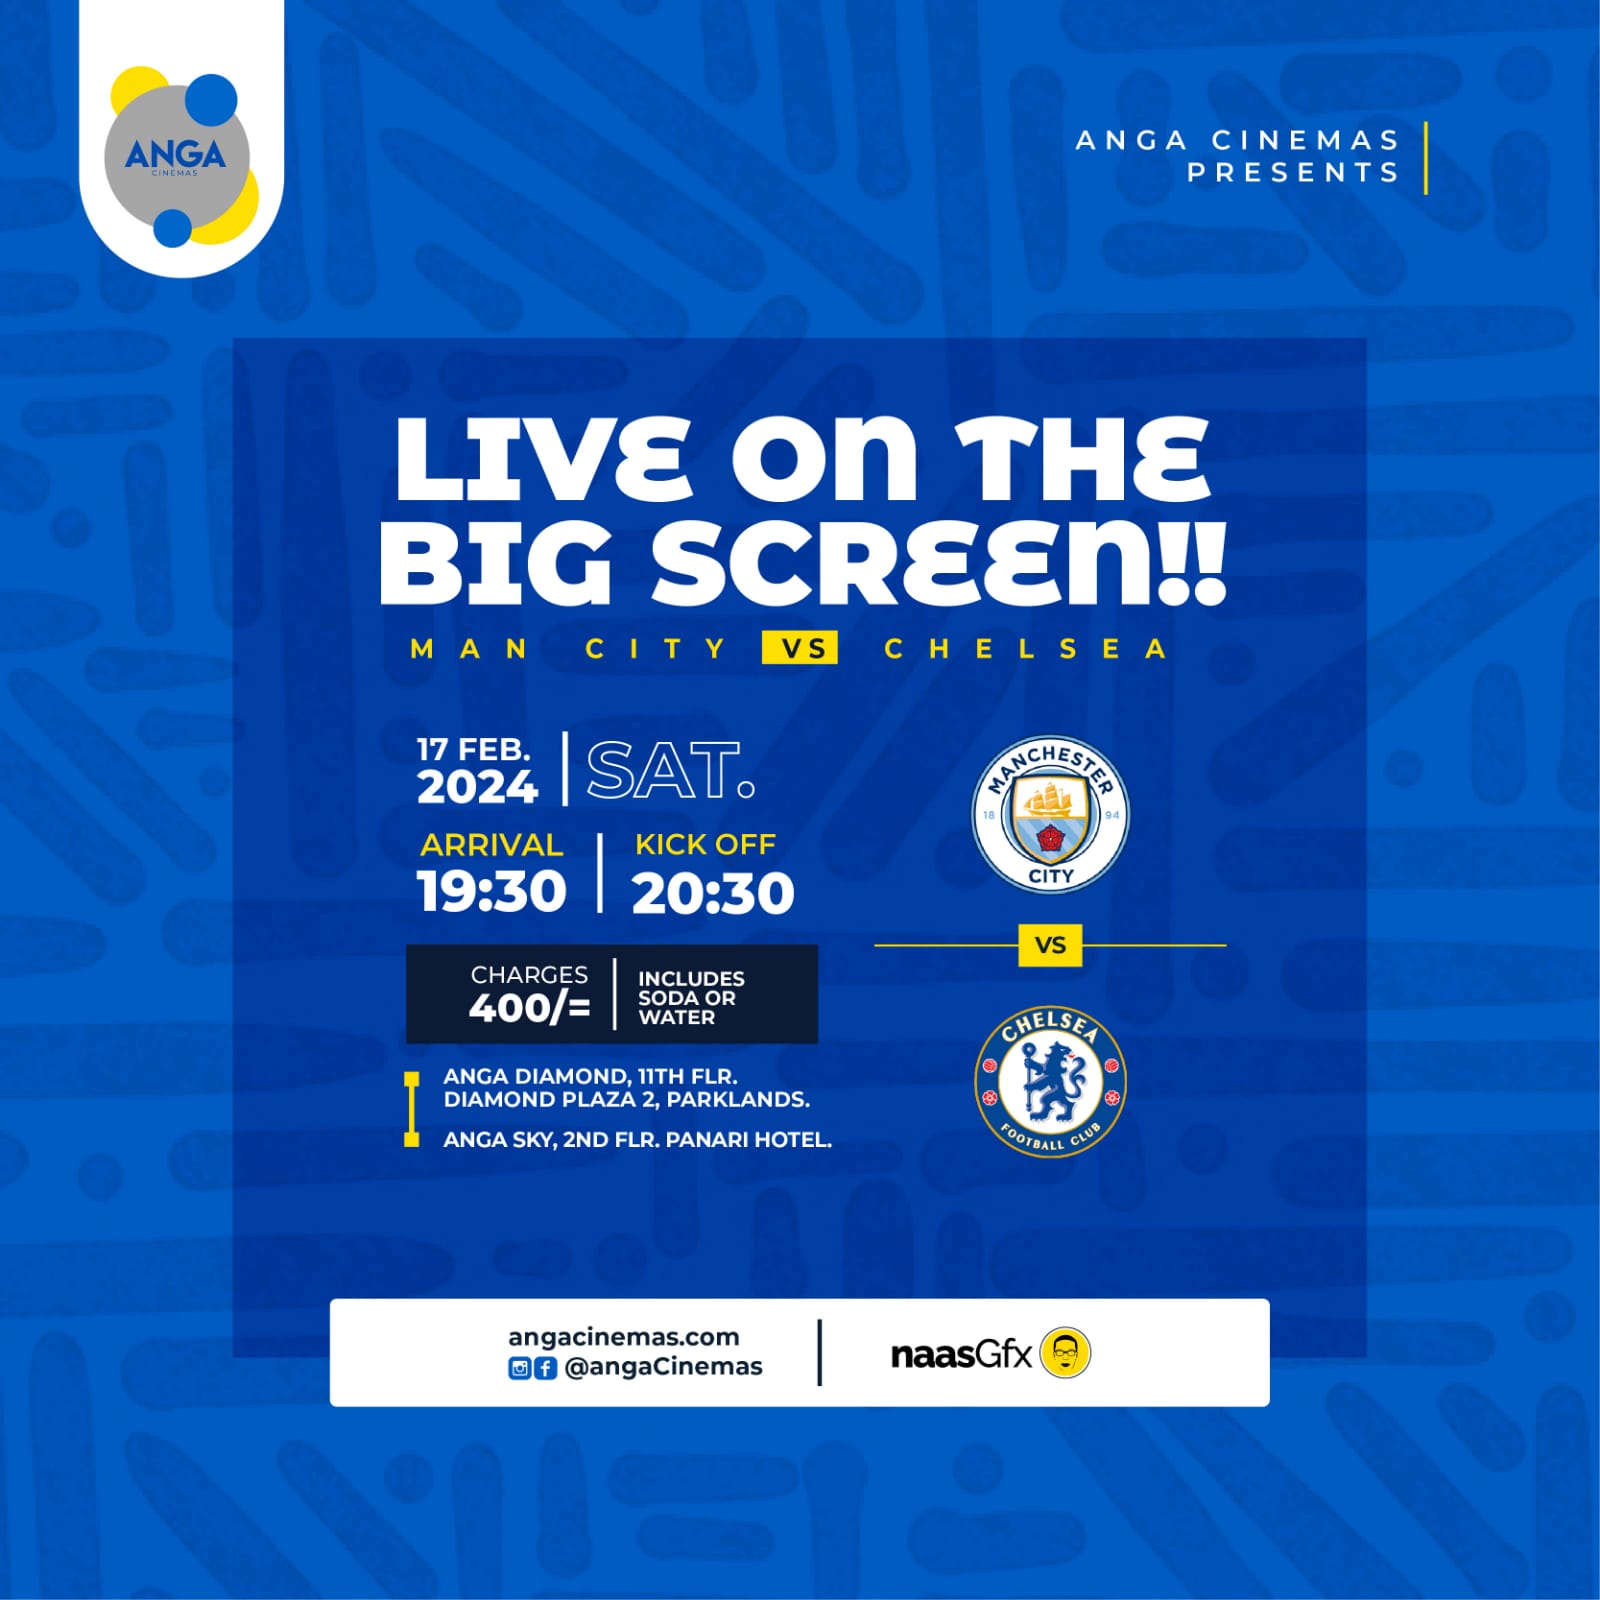 ANGA
CINEMAS
ANGA CINEMAS
PRESENTS
LIVE ON THE
BIG SCREEN!!
MAN CITY VS CHELSEA
17 FEB.
2024
SAT.
ARRIVAL
19:30
KICK OFF
20:30
CHARGES
400/=
INCLUDES
SODA OR
WATER
ANGA DIAMOND, 11TH FLR.
DIAMOND PLAZA 2, PARKLANDS.
ANGA SKY, 2ND FLR. PANARI HOTEL.
MANCHESTER
18 94
CITY
VS
CHELSEA
FOOTBALL CLUB
angacinemas.com
@angaCinemas
naasGfx